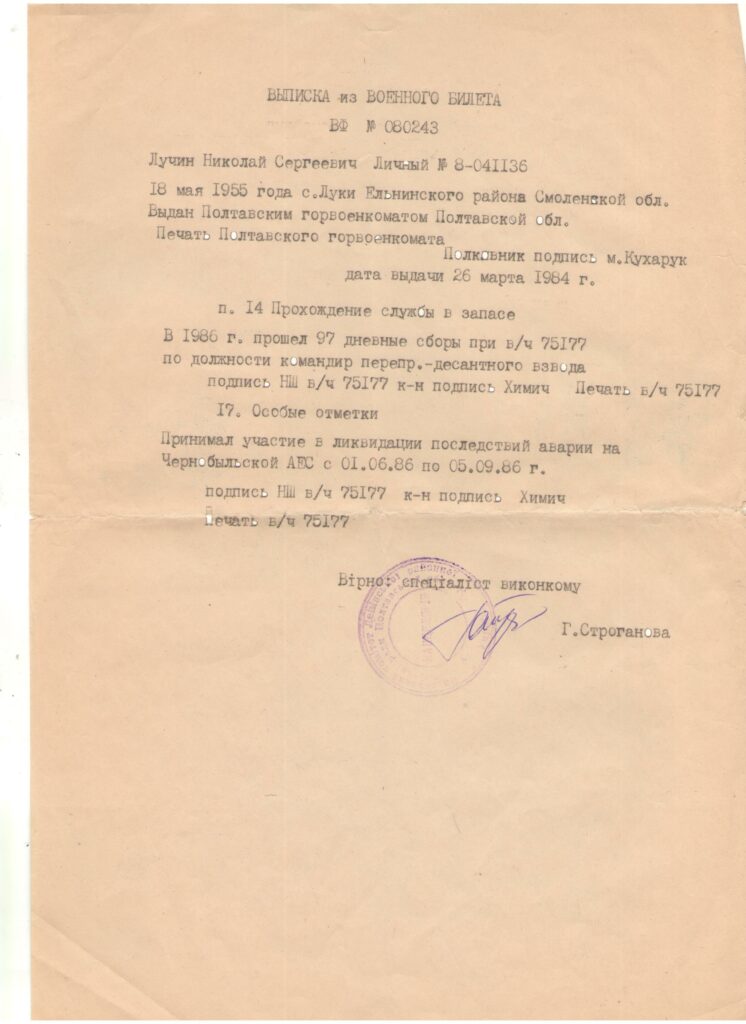 ВЫПИСКА из ВОЕННОГО БИЛЕТА
ВФ № 080243
Лучин Николай Сергеевич Личный № 8-041136
18 мая 1955 года с.Луки Ельнинского района Смоленской обл.
Выдан Полтавским горвоенкоматом Полтавской обл.
Печать Полтавского горвоенкомата
Полковник подпись м.Кухарук
дата выдачи 26 марта 1984 г.
п. 14 Прохождение службы в запасе
В 1986 г. прошел 97 дневные сборы при в/ч 75177
по должности командир перепр.-десантного взвода
подпись НШ в/ч 75177 к-н подпись Химич Печать в/ч 75177
17. Особые отметки
Принимал участие в ликвидации последствий аварии на
Чернобыльской АЕС с 01.06.86 по 05.09.86 г.
подпись НШ в/ч 75177 к-н подпись Химич
Печать в/ч 75177
Вірно: спеціаліст виконкому
Г.Строганова